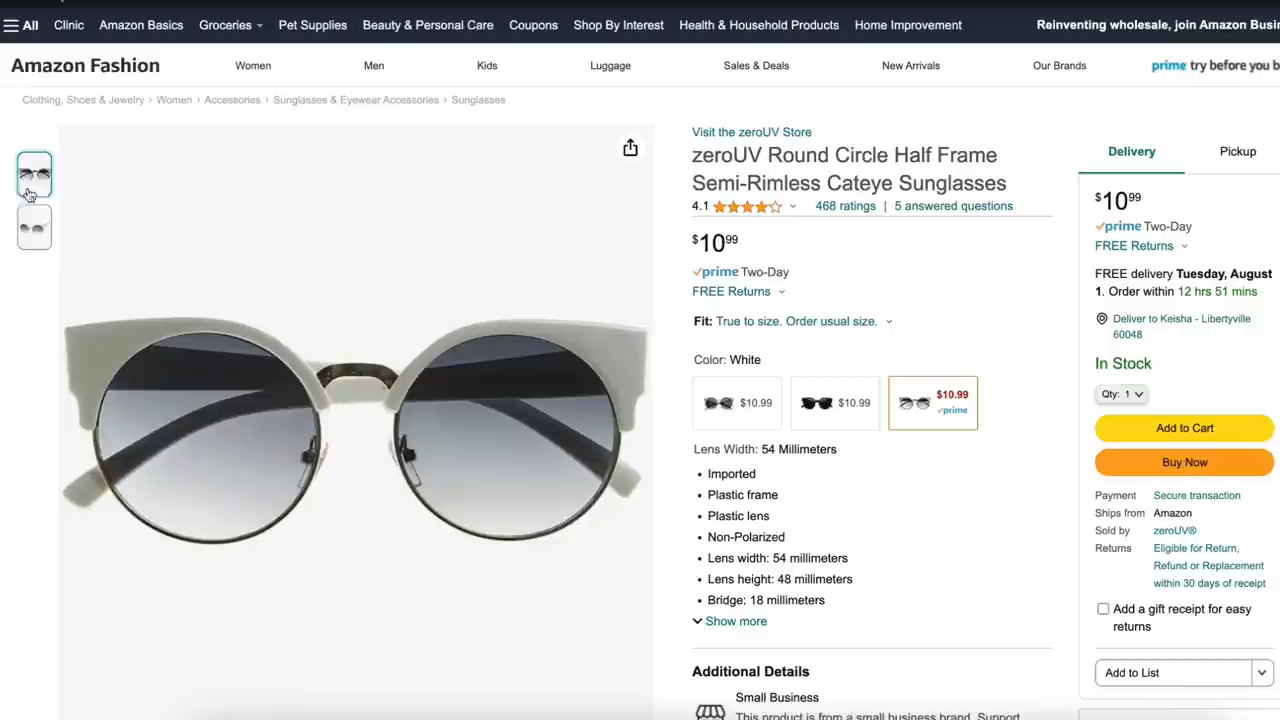 All Clinic Amazon Basics Groceries Pet Supplies Beauty & Personal Care Coupons Shop By Interest Health & Household Products Home Improvement Reinventing wholesale, join Amazon
Amazon Fashion Women Men Kids Luggage Sales & Deals New Arrivals Our Brands prime try before you b
Clothing, Shoes & Jewelry › Women › Accessories › Sunglasses & Eyewear Accessories › Sunglasses
Visit the zeroUV Store
zeroUV Round Circle Half Frame
Semi-Rimless Cateye Sunglasses
4.1 468 ratings | 5 answered questions
$10.99
prime Two-Day
FREE Returns
Fit: True to size. Order usual size.
Color: White
$10.99 $10.99 $10.99
prime
Lens Width: 54 Millimeters
• Imported
• Plastic frame
• Plastic lens
• Non-Polarized
• Lens width: 54 millimeters
• Lens height: 48 millimeters
• Bridge: 18 millimeters
Show more
Additional Details
Small Business
This product is from a small business brand. Support
Delivery Pickup
$10.99
prime Two-Day
FREE Returns
FREE delivery Tuesday, August
1. Order within 12 hrs 51 mins
Deliver to Keisha - Libertyville
60048
In Stock
Qty: 1
Add to Cart
Buy Now
Payment Secure transaction
Ships from Amazon
Sold by zeroUV®
Returns Eligible for Return,
Refund or Replacement
within 30 days of receipt
Add a gift receipt for easy
returns
Add to List